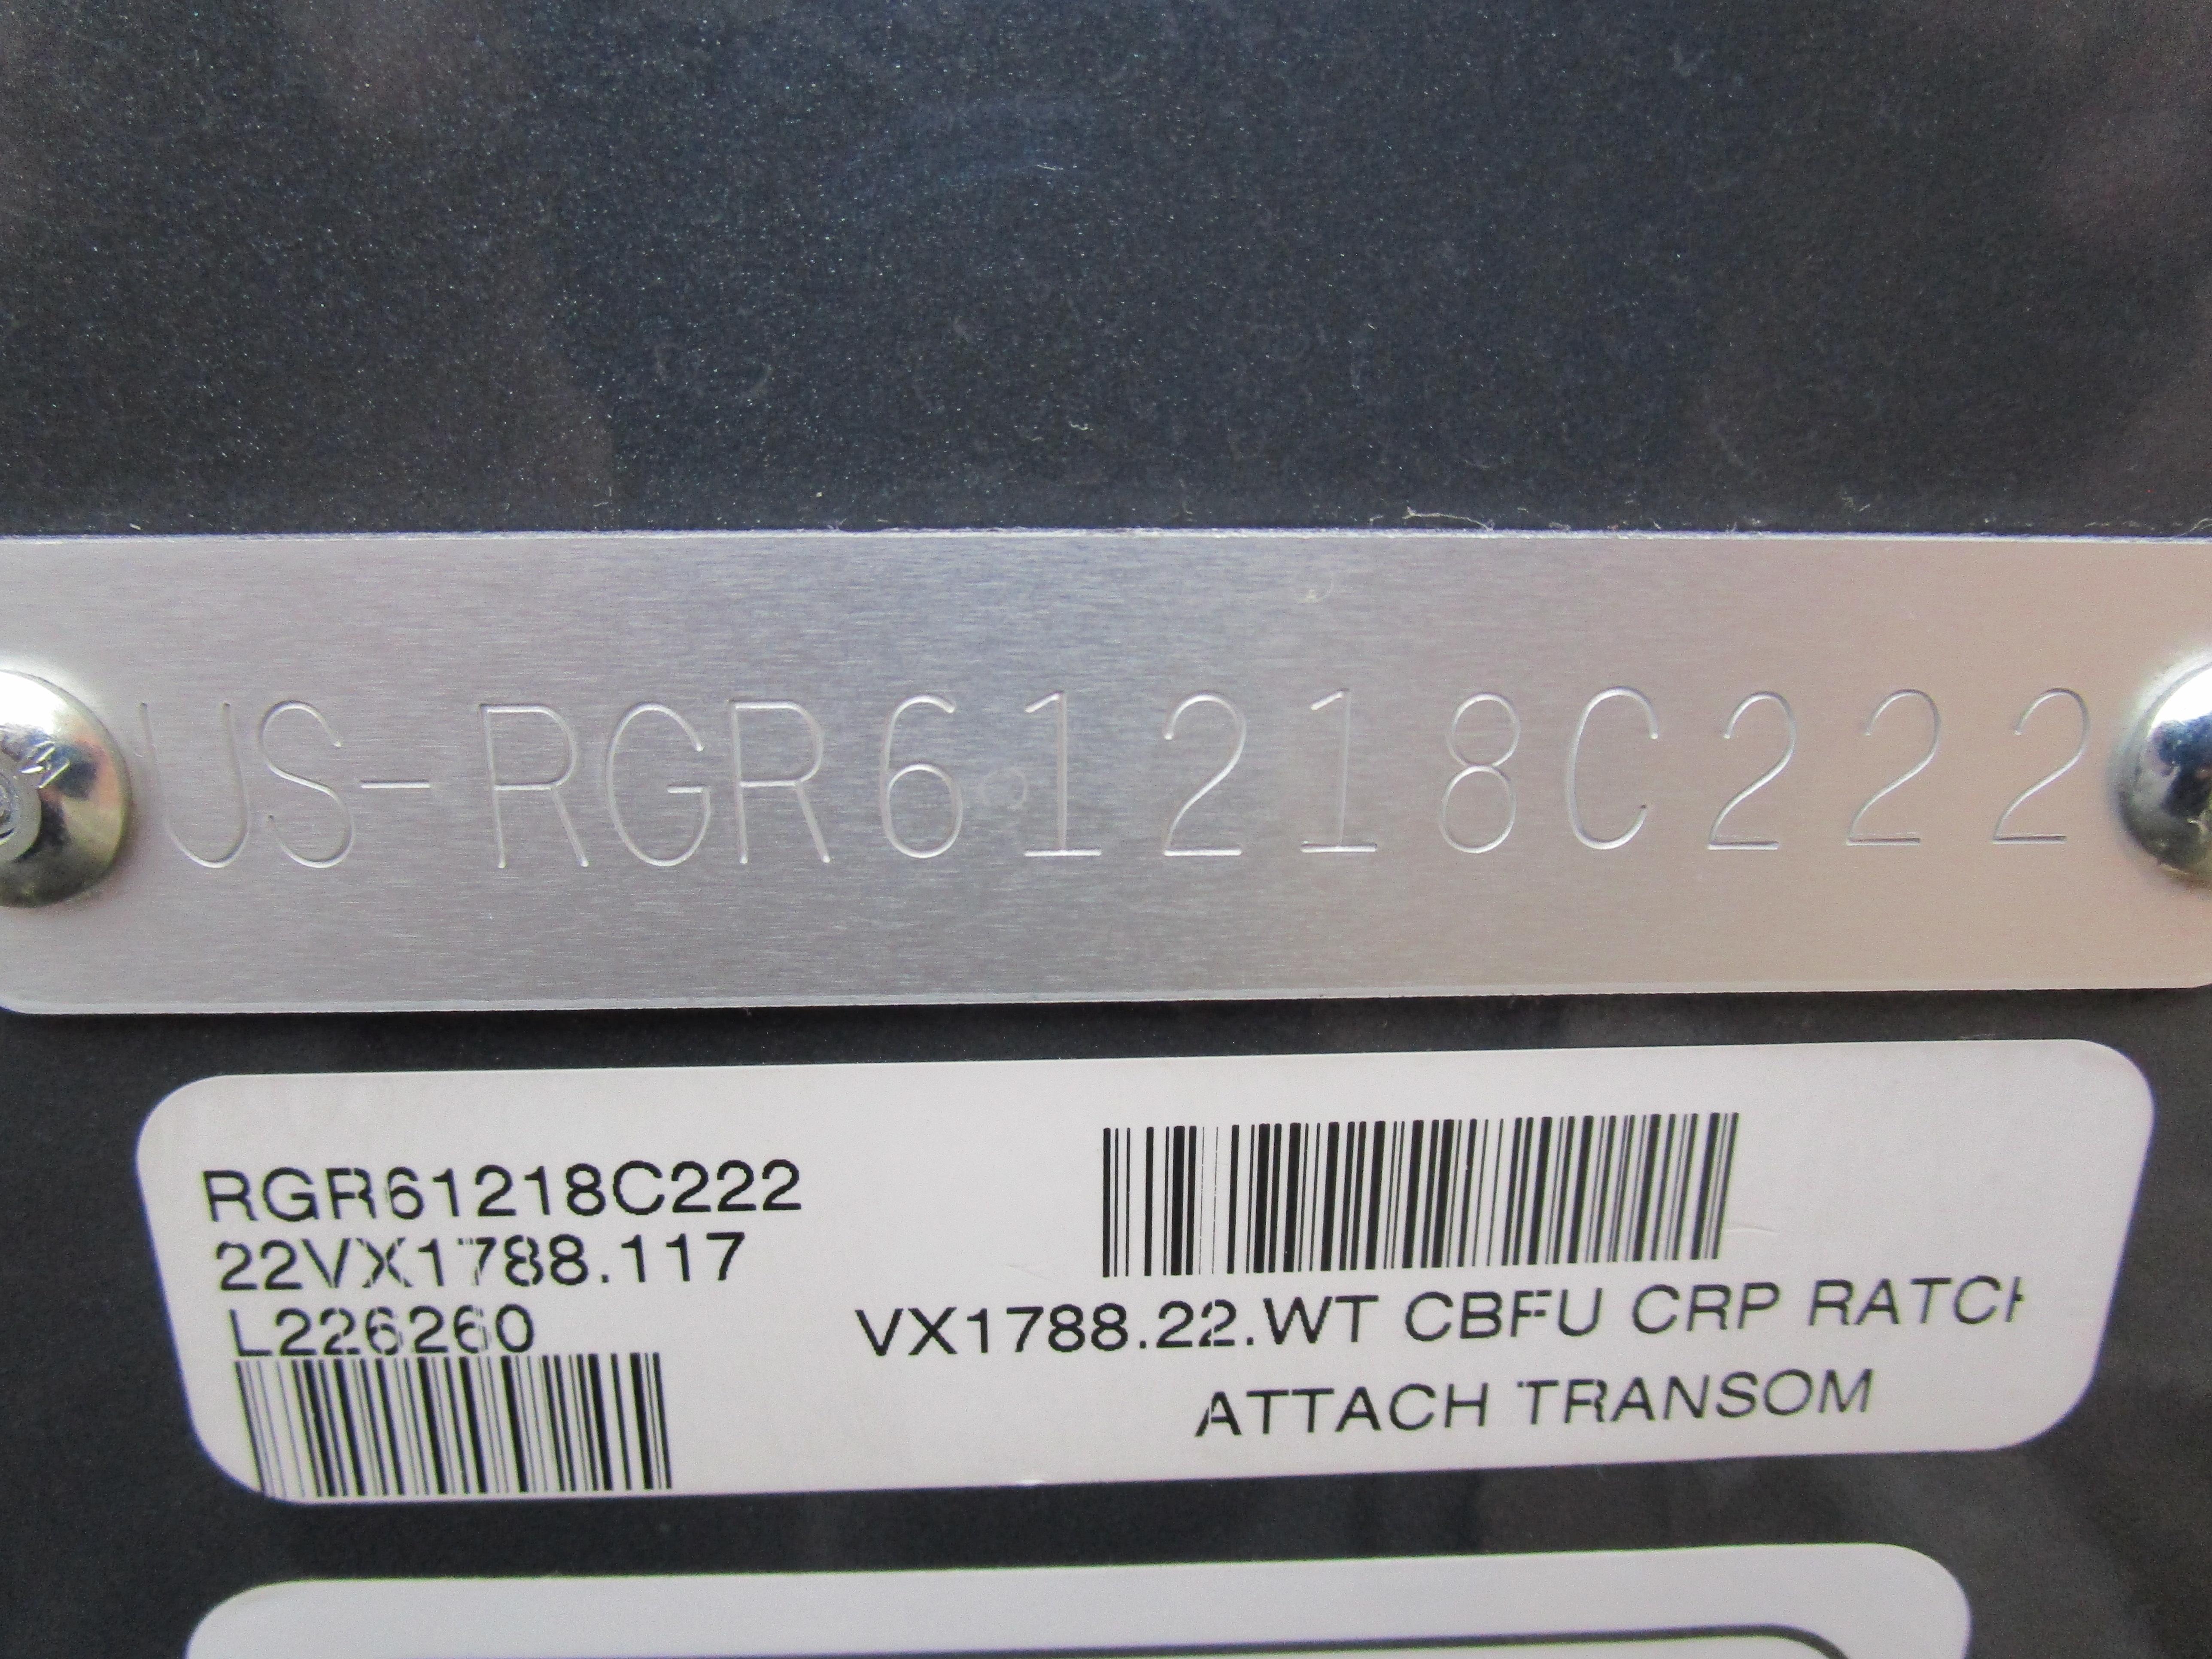 US-RGR61218C222
RGR61218C222
22VX1788.117
L226260
VX1788.22.WT CBFU CRP RATCH
ATTACH TRANSOM